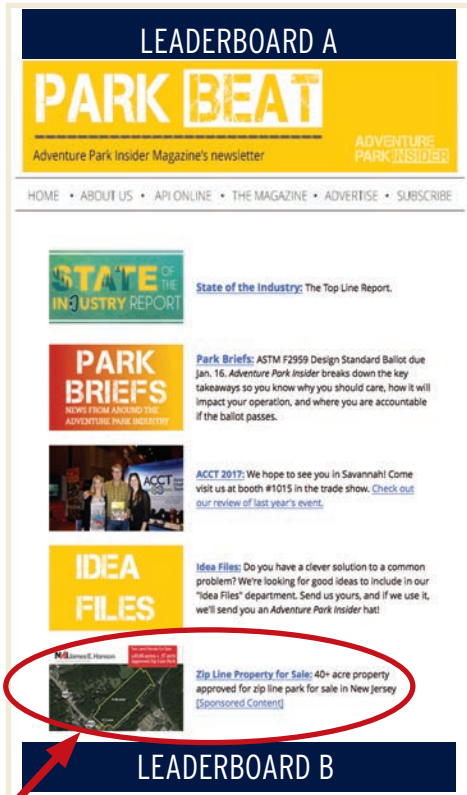 LEADERBOARD A
PARK BEAT
Adventure Park Insider Magazine's newsletter
ADVENTURE
PARK INSIDER
HOME • ABOUT US • API ONLINE • THE MAGAZINE • ADVERTISE • SUBSCRIBE
STATE OF THE
INDUSTRY REPORT
State of the Industry: The Top Line Report.
PARK
BRIEFS
NEWS FROM AROUND THE
ADVENTURE PARK INDUSTRY
Park Briefs: ASTM F2959 Design Standard Ballot due
Jan. 16. Adventure Park Insider breaks down the key
takeaways so you know why you should care, how it will
impact your operation, and where you are accountable
if the ballot passes.
ACCT
ACCT 2017: We hope to see you in Savannah! Come
visit us at booth #1015 in the trade show. Check out
our review of last year's event.
IDEA
FILES
Idea Files: Do you have a clever solution to a common
problem? We're looking for good ideas to include in our
"Idea Files" department. Send us yours, and if we use it,
we'll send you an Adventure Park Insider hat!
NAI James E. Hanson
Zip Line Property for Sale: 40+ acre property
approved for zip line park for sale in New Jersey
[Sponsored Content]
LEADERBOARD B